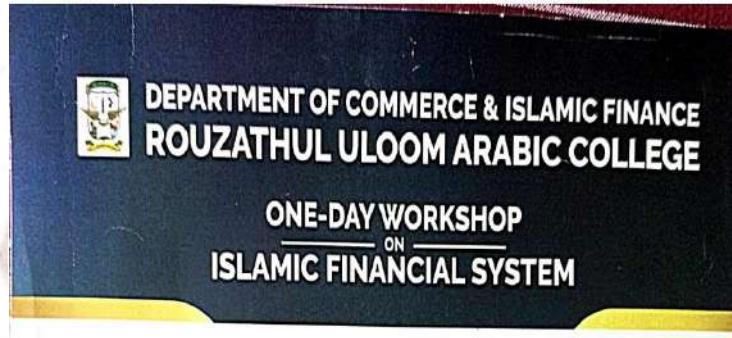 DEPARTMENT OF COMMERCE & ISLAMIC FINANCE
ROUZATHUL ULOOM ARABIC COLLEGE
ONE-DAY WORKSHOP
ON
ISLAMIC FINANCIAL SYSTEM